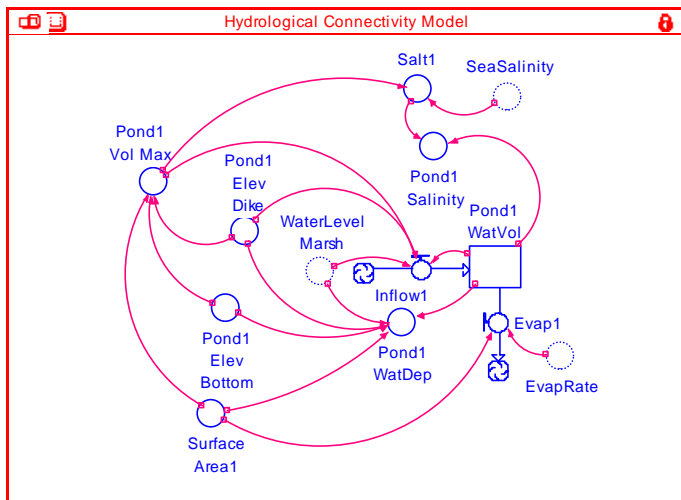 Hydrological Connectivity Model
Salt1
SeaSalinity
Pond1
Vol Max
Pond1
Elev
Dike
Pond1
Salinity
WaterLevel
Marsh
Pond1
WatVol
Inflow1
Pond1
Elev
Bottom
Pond1
WatDep
Evap1
EvapRate
Surface
Area1